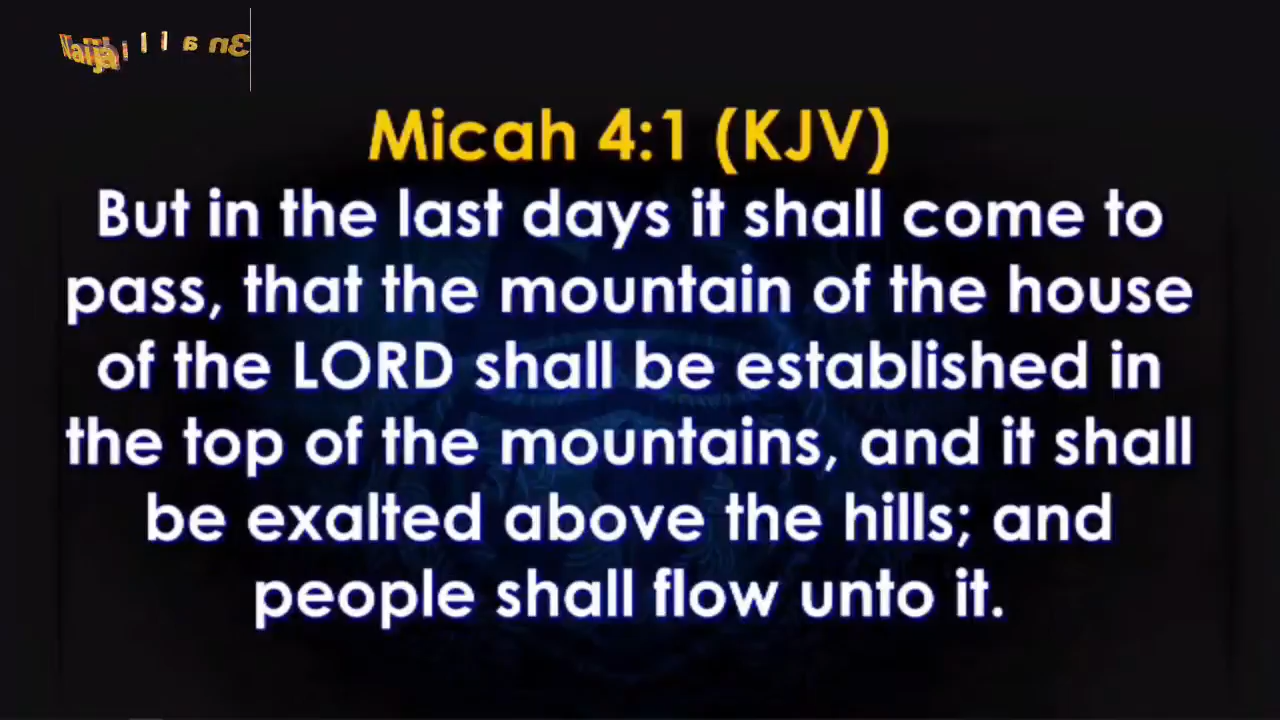 Naija
Micah 4:1 (KJV)
But in the last days it shall come to
pass, that the mountain of the house
of the LORD shall be established in
the top of the mountains, and it shall
be exalted above the hills; and
people shall flow unto it.